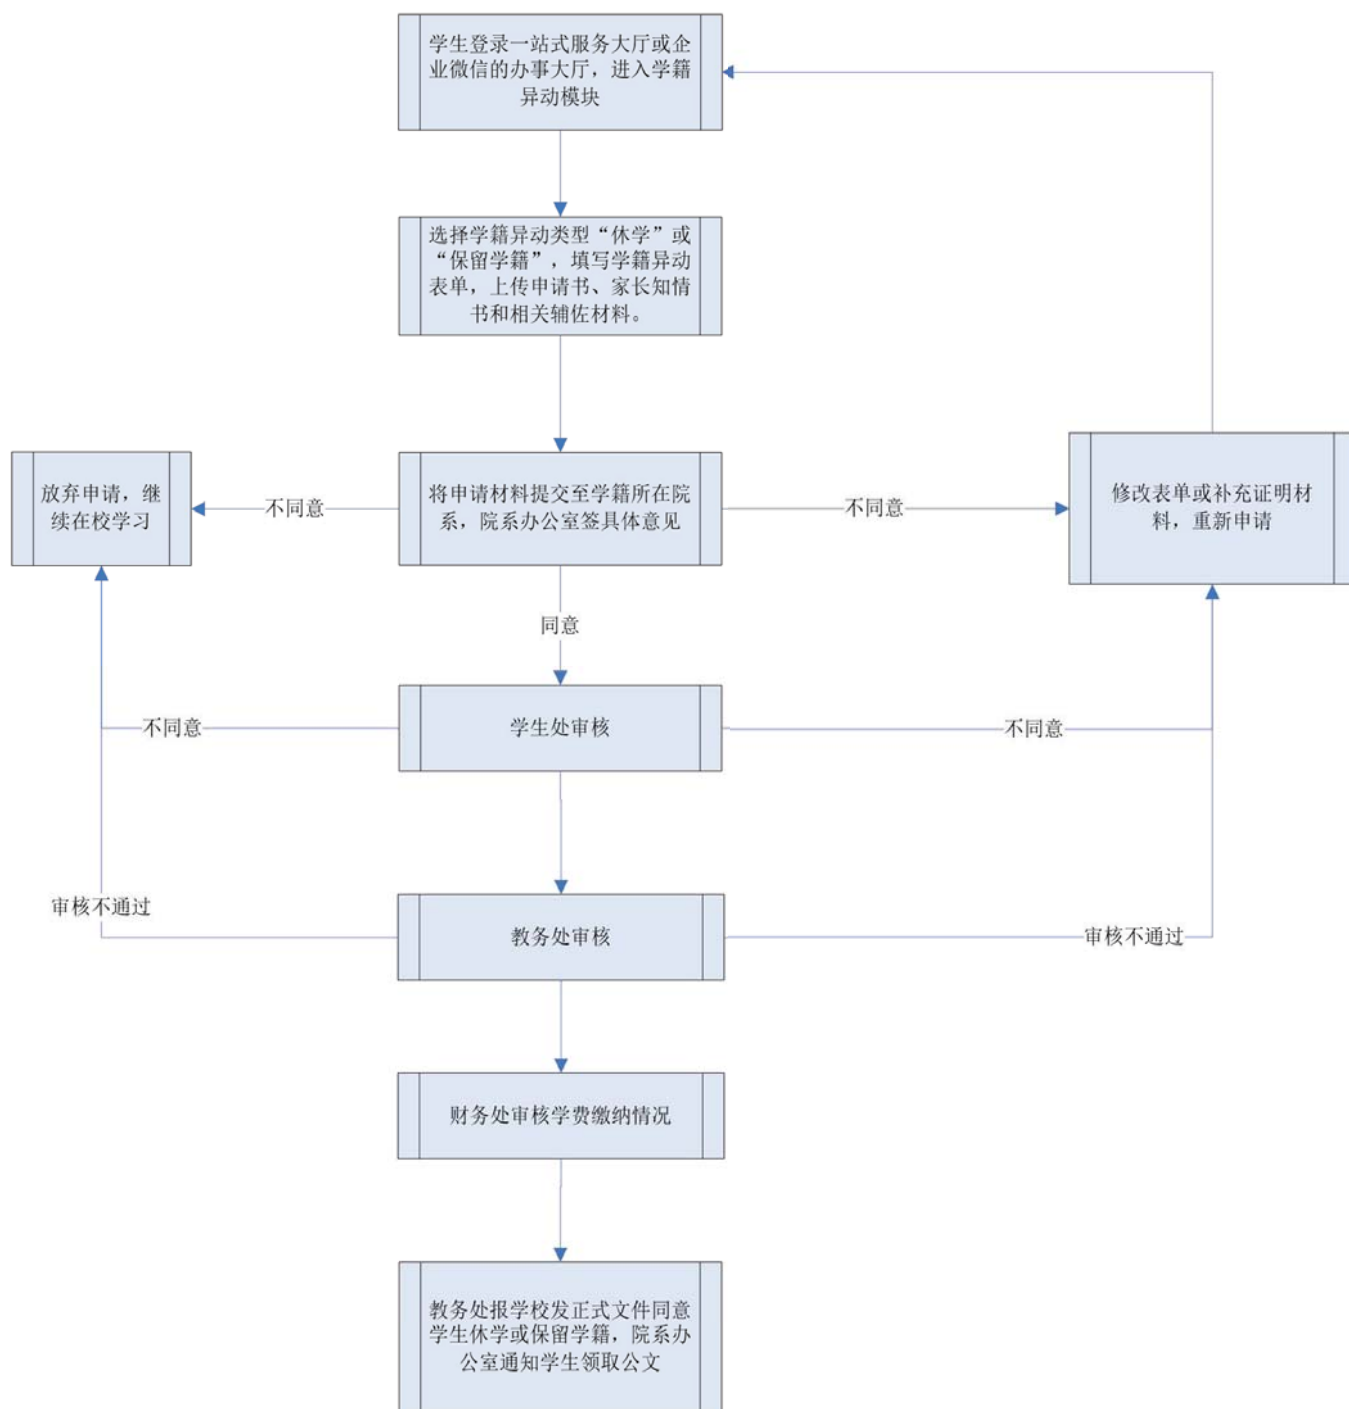 学生登录一站式服务大厅或企
业微信的办事大厅，进入学籍
异动模块
选择学籍异动类型“休学”或
“保留学籍”，填写学籍异动
表单，上传申请书、家长知情
书和相关辅佐材料。
放弃申请，继
续在校学习
不同意
将申请材料提交至学籍所在院
系，院系办公室签具体意见
不同意
修改表单或补充证明材
料，重新申请
同意
不同意
学生处审核
不同意
审核不通过
教务处审核
审核不通过
财务处审核学费缴纳情况
教务处报学校发正式文件同意
学生休学或保留学籍，院系办
公室通知学生领取公文